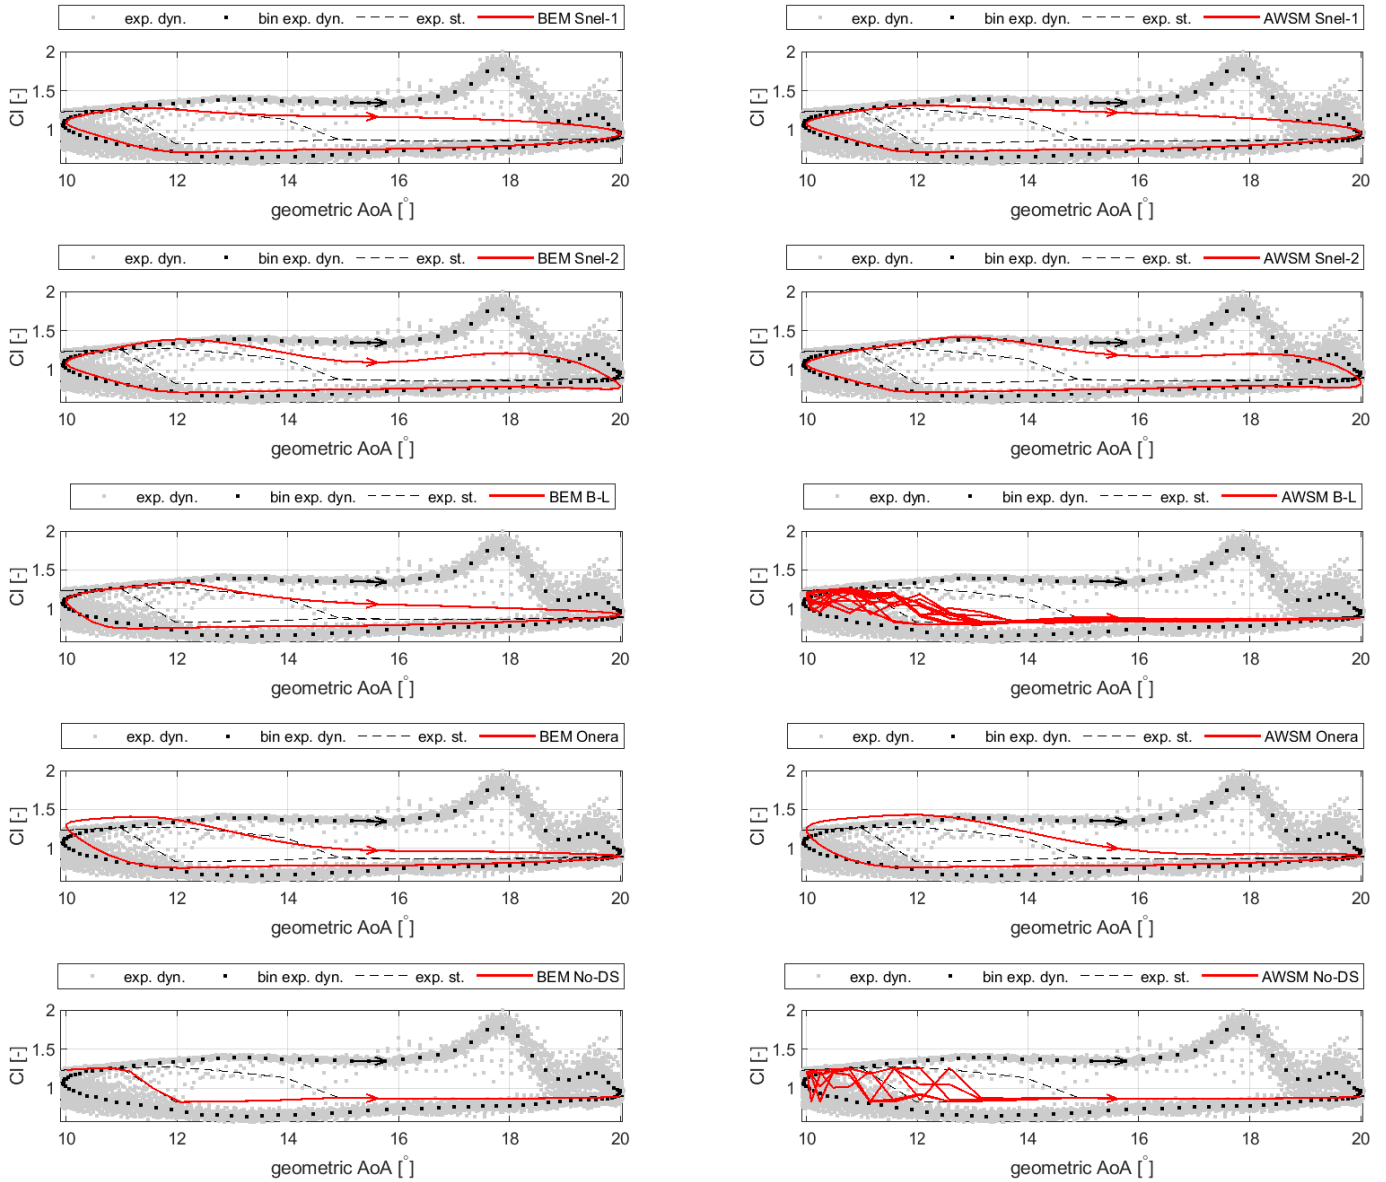 exp. dyn. bin exp. dyn. exp. st. BEM Snel-1
exp. dyn. bin exp. dyn. exp. st. AWSM Snel-1
Cl [-]
2
1.5
1
10 12 14 16 18 20
geometric AoA [°]
Cl [-]
2
1.5
1
10 12 14 16 18 20
geometric AoA [°]
exp. dyn. bin exp. dyn. exp. st. BEM Snel-2
exp. dyn. bin exp. dyn. exp. st. AWSM Snel-2
Cl [-]
2
1.5
1
10 12 14 16 18 20
geometric AoA [°]
Cl [-]
2
1.5
1
10 12 14 16 18 20
geometric AoA [°]
exp. dyn. bin exp. dyn. exp. st. BEM B-L
exp. dyn. bin exp. dyn. exp. st. AWSM B-L
Cl [-]
2
1.5
1
10 12 14 16 18 20
geometric AoA [°]
Cl [-]
2
1.5
1
10 12 14 16 18 20
geometric AoA [°]
exp. dyn. bin exp. dyn. exp. st. BEM Onera
exp. dyn. bin exp. dyn. exp. st. AWSM Onera
Cl [-]
2
1.5
1
10 12 14 16 18 20
geometric AoA [°]
Cl [-]
2
1.5
1
10 12 14 16 18 20
geometric AoA [°]
exp. dyn. bin exp. dyn. exp. st. BEM No-DS
exp. dyn. bin exp. dyn. exp. st. AWSM No-DS
Cl [-]
2
1.5
1
10 12 14 16 18 20
geometric AoA [°]
Cl [-]
2
1.5
1
10 12 14 16 18 20
geometric AoA [°]